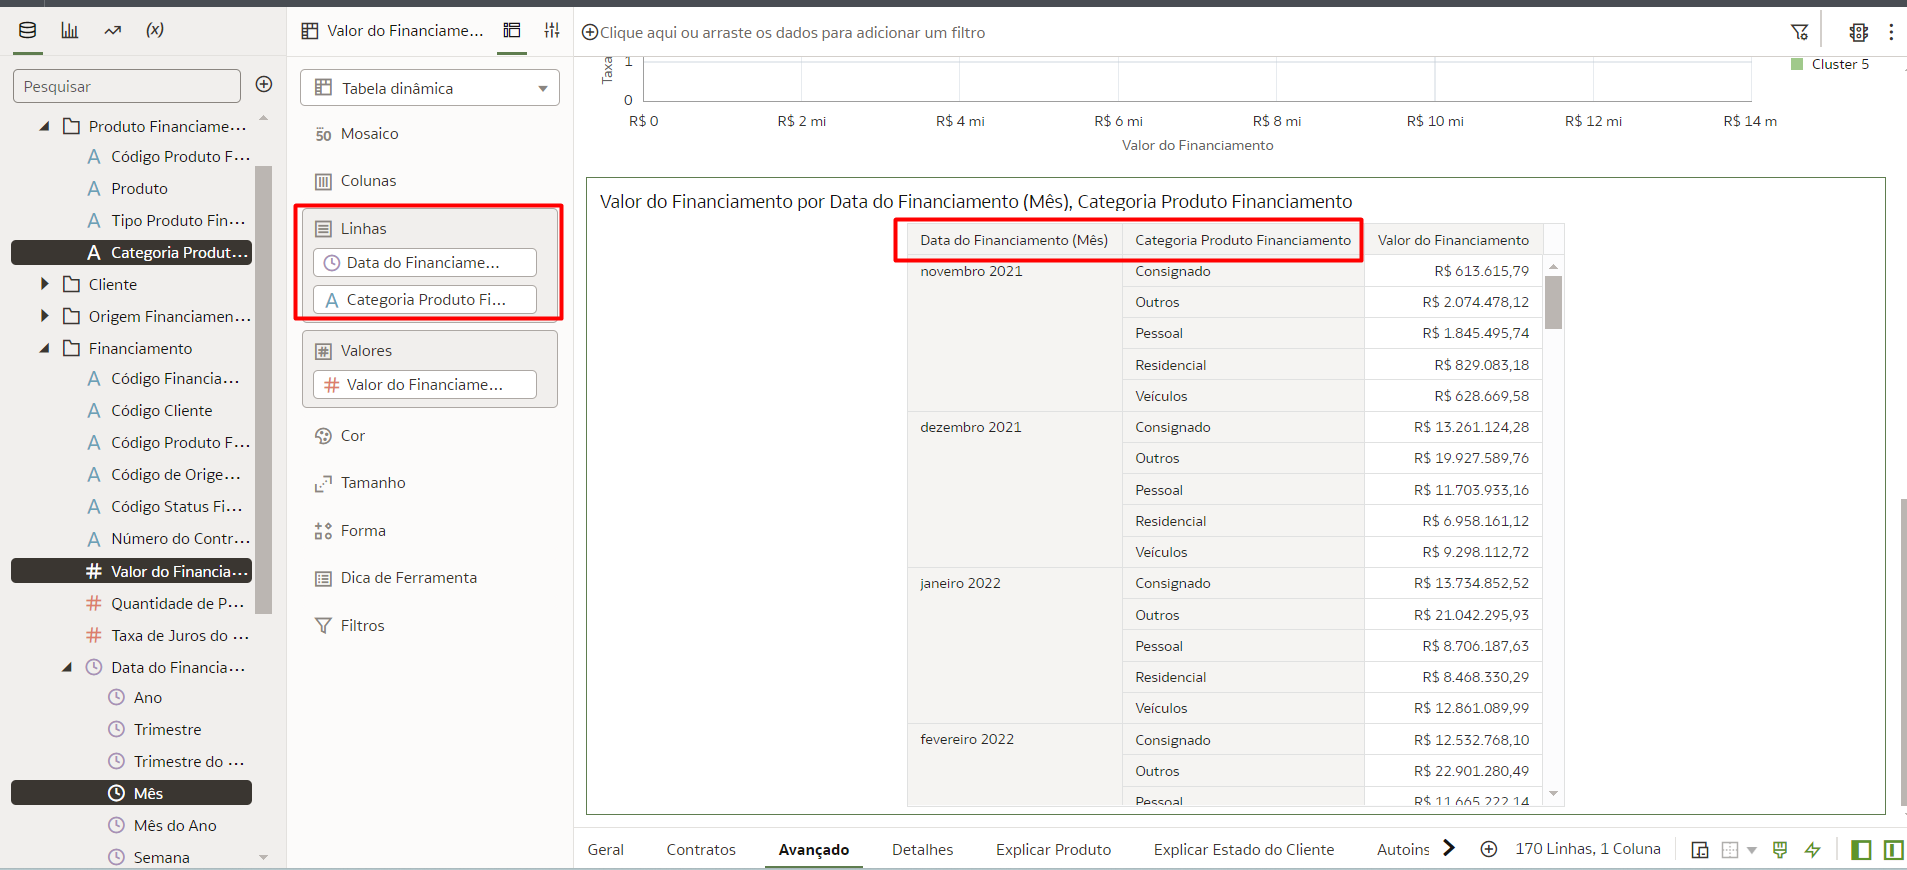 (x)
Pesquisar
Produto Financiame...
Código Produto F...
Produto
Tipo Produto Fin...
Categoria Produt...
Cliente
Origem Financiamen...
Financiamento
Código Financia...
Código Cliente
Código Produto F...
Código de Orige...
Código Status Fi...
Número do Contr...
Valor do Financia...
Quantidade de P...
Taxa de Juros do ...
Data do Financia...
Ano
Trimestre
Trimestre do ...
Mês
Mês do Ano
Semana
Valor do Financiame...
Tabela dinâmica
50 Mosaico
Colunas
Linhas
Data do Financiame...
Categoria Produto Fi...
Valores
Valor do Financiame...
Cor
Tamanho
Forma
Dica de Ferramenta
Filtros
Clique aqui ou arraste os dados para adicionar um filtro
Taxa
1
0
R$ 0 R$ 2 mi R$ 4 mi R$ 6 mi R$ 8 mi R$ 10 mi R$ 12 mi R$ 14 m
Valor do Financiamento
Cluster 5
Valor do Financiamento por Data do Financiamento (Mês), Categoria Produto Financiamento
Data do Financiamento (Mês) Categoria Produto Financiamento Valor do Financiamento
novembro 2021 Consignado R$ 613.615,79
Outros R$ 2.074.478,12
Pessoal R$ 1.845.495,74
Residencial R$ 829.083,18
Veículos R$ 628.669,58
dezembro 2021 Consignado R$ 13.261.124,28
Outros R$ 19.927.589,76
Pessoal R$ 11.703.933,16
Residencial R$ 6.958.161,12
Veículos R$ 9.298.112,72
janeiro 2022 Consignado R$ 13.734.852,52
Outros R$ 21.042.295,93
Pessoal R$ 8.706.187,63
Residencial R$ 8.468.330,29
Veículos R$ 12.861.089,99
fevereiro 2022 Consignado R$ 12.532.768,10
Outros R$ 22.901.280,49
Pessoal R$ 11.665.222,14
Geral Contratos Avançado Detalhes Explicar Produto Explicar Estado do Cliente Autoins
170 Linhas, 1 Coluna